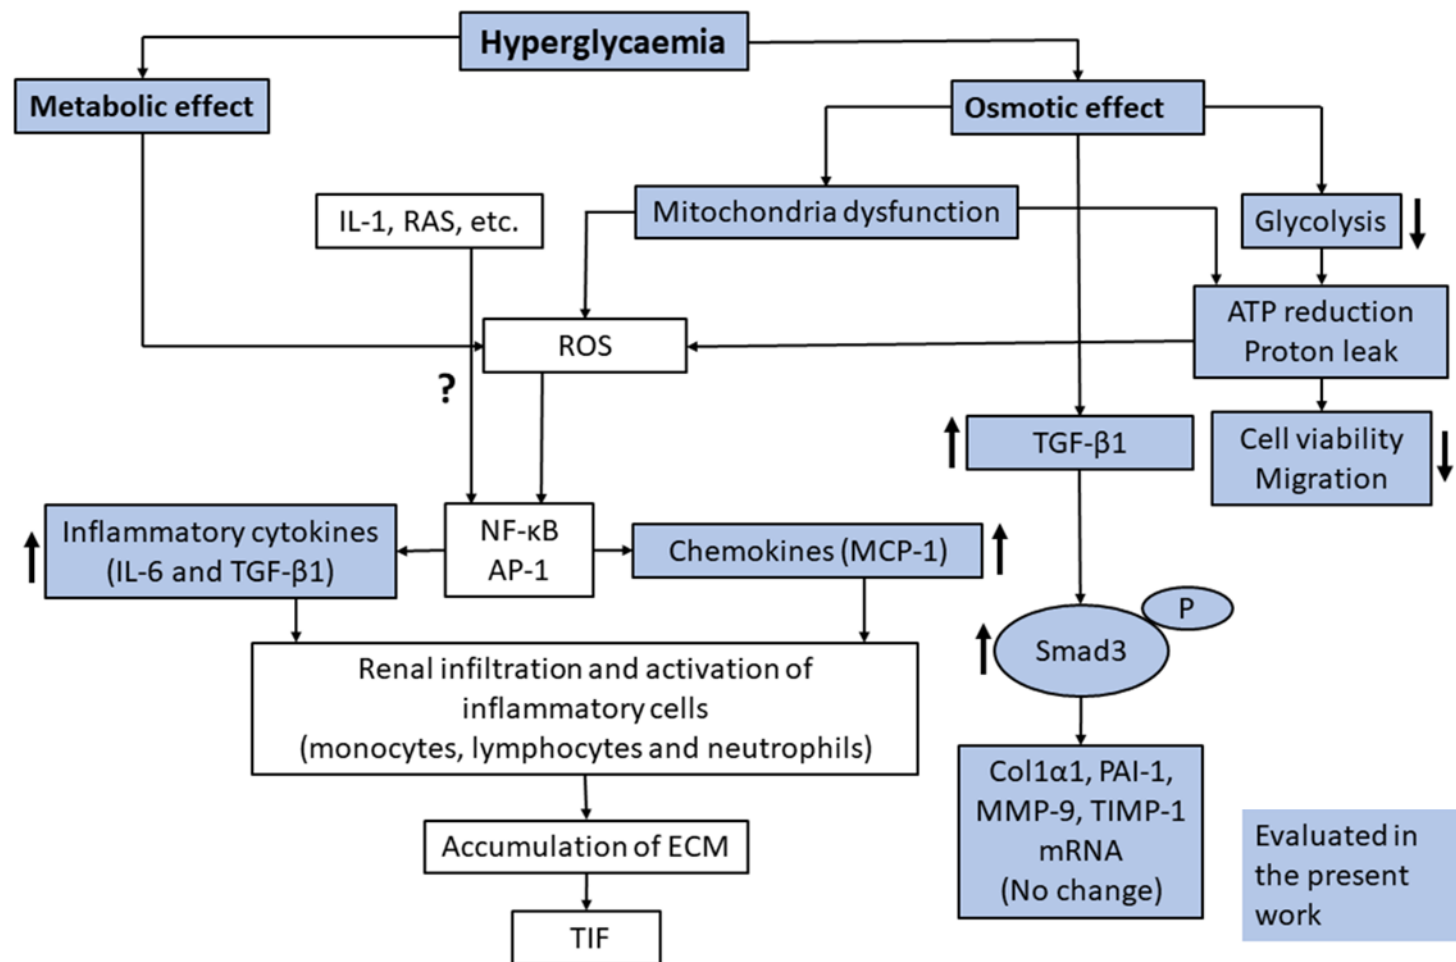 Hyperglycaemia
Metabolic effect
Osmotic effect
IL-1, RAS, etc.
Mitochondria dysfunction
Glycolysis
ROS
ATP reduction
Proton leak
?
TGF-β1
Cell viability
Migration
Inflammatory cytokines
(IL-6 and TGF-β1)
NF-κB
AP-1
Chemokines (MCP-1)
P
Smad3
Renal infiltration and activation of
inflammatory cells
(monocytes, lymphocytes and neutrophils)
Col1α1, PAI-1,
MMP-9, TIMP-1
mRNA
(No change)
Accumulation of ECM
TIF
Evaluated in
the present
work